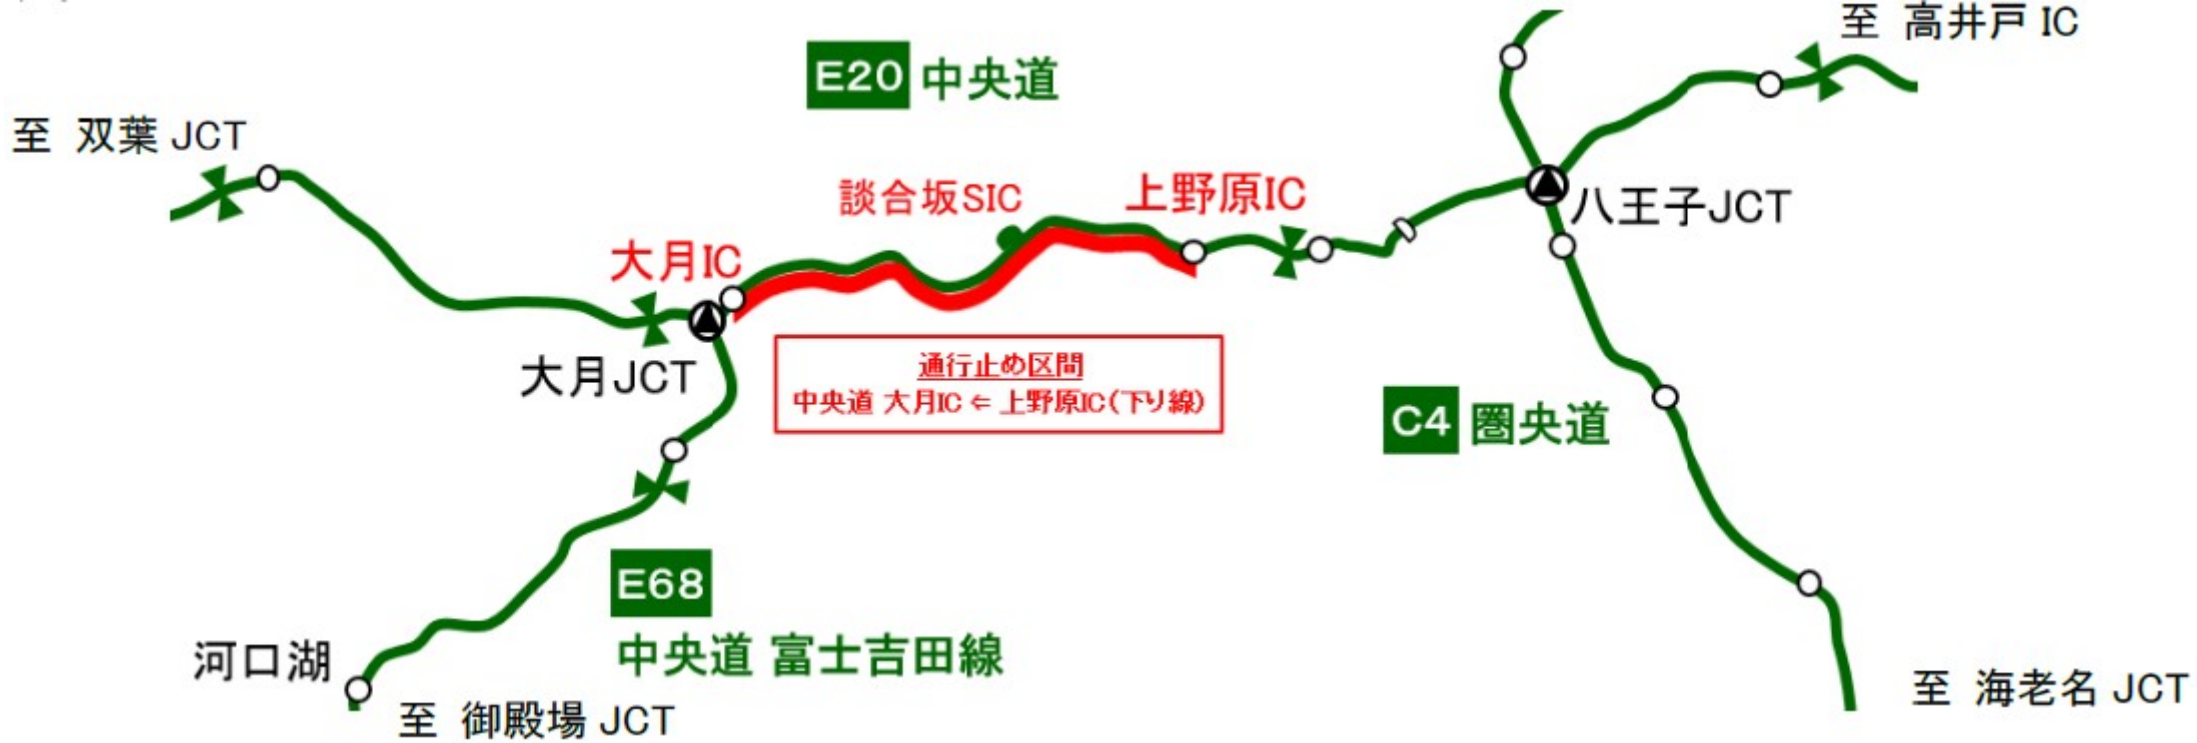 至 高井戸 IC
E20 中央道
至 双葉 JCT
談合坂SIC
上野原IC
八王子JCT
大月IC
大月JCT
通行止め区間
中央道 大月IC ⇐ 上野原IC(下り線)
C4 圏央道
E68
中央道 富士吉田線
河口湖
至 御殿場 JCT
至 海老名 JCT